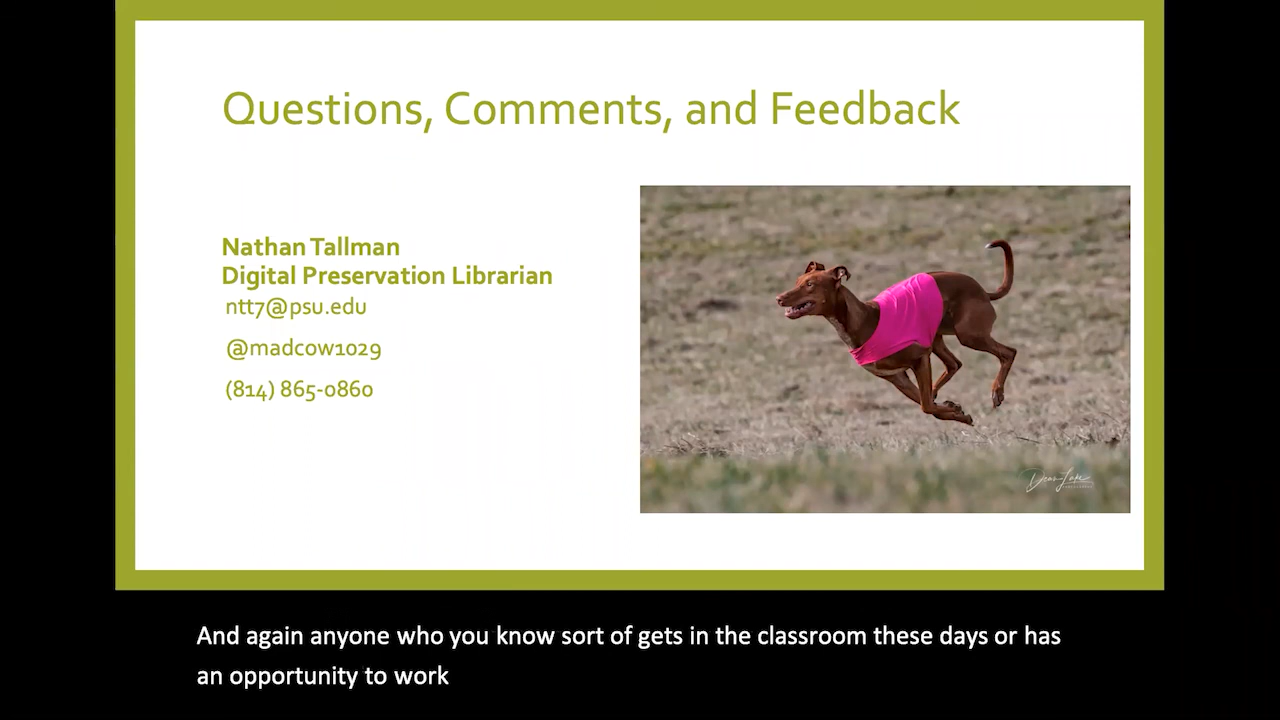 Questions, Comments, and Feedback
Nathan Tallman
Digital Preservation Librarian
ntt7@psu.edu
@madcow1029
(814) 865-0860
And again anyone who you know sort of gets in the classroom these days or has
an opportunity to work